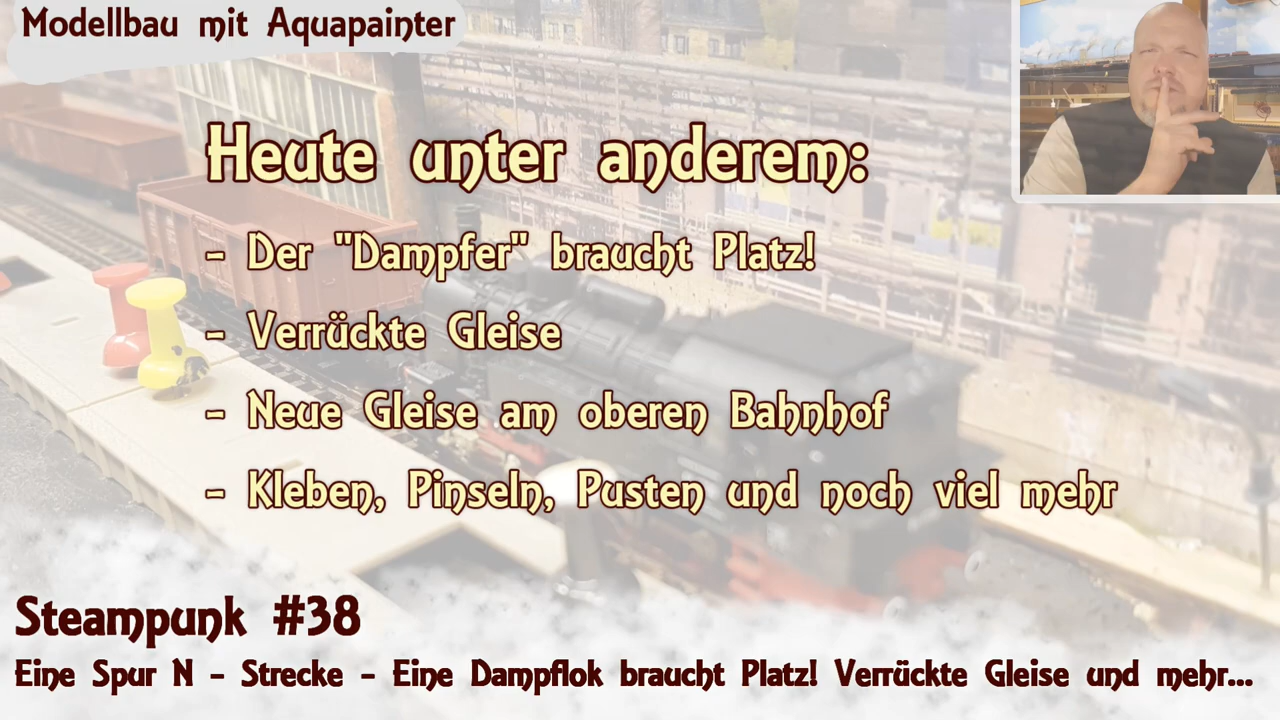 Modellbau mit Aquapainter
Heute unter anderem:
- Der "Dampfer" braucht Platz!
- Verrückte Gleise
- Neue Gleise am oberen Bahnhof
- Kleben, Pinseln, Pusten und noch viel mehr
Steampunk #38
Eine Spur N - Strecke - Eine Dampflok braucht Platz! Verrückte Gleise und mehr...